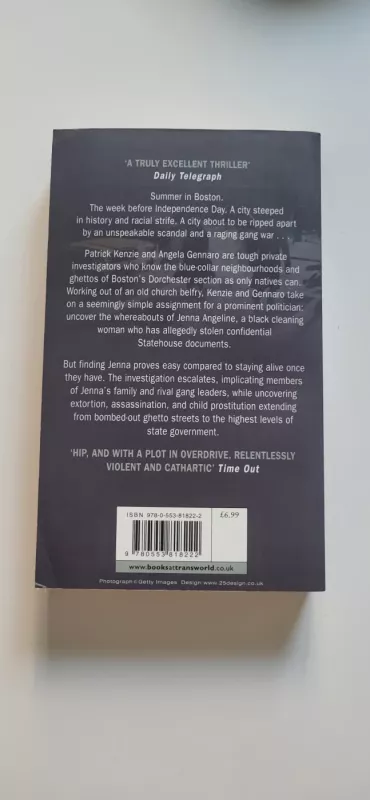 'A TRULY EXCELLENT THRILLER'
Daily Telegraph
Summer in Boston.
The week before Independence Day. A city steeped
in history and racial strife. A city about to be ripped apart
by an unspeakable scandal and a raging gang war . . .
Patrick Kenzie and Angela Gennaro are tough private
investigators who know the blue-collar neighbourhoods and
ghettos of Boston's Dorchester section as only natives can.
Working out of an old church belfry, Kenzie and Gennaro take
on a seemingly simple assignment for a prominent politician:
uncover the whereabouts of Jenna Angeline, a black cleaning
woman who has allegedly stolen confidential
Statehouse documents.
But finding Jenna proves easy compared to staying alive once
they have. The investigation escalates, implicating members
of Jenna's family and rival gang leaders, while uncovering
extortion, assassination, and child prostitution extending
from bombed-out ghetto streets to the highest levels of
state government.
'HIP, AND WITH A PLOT IN OVERDRIVE, RELENTLESSLY
VIOLENT AND CATHARTIC' Time Out
ISBN 978-0-553-81822-2
£6.99
9 780553 818222
www.booksattransworld.co.uk
Photograph © Getty Images Design: www.25design.co.uk